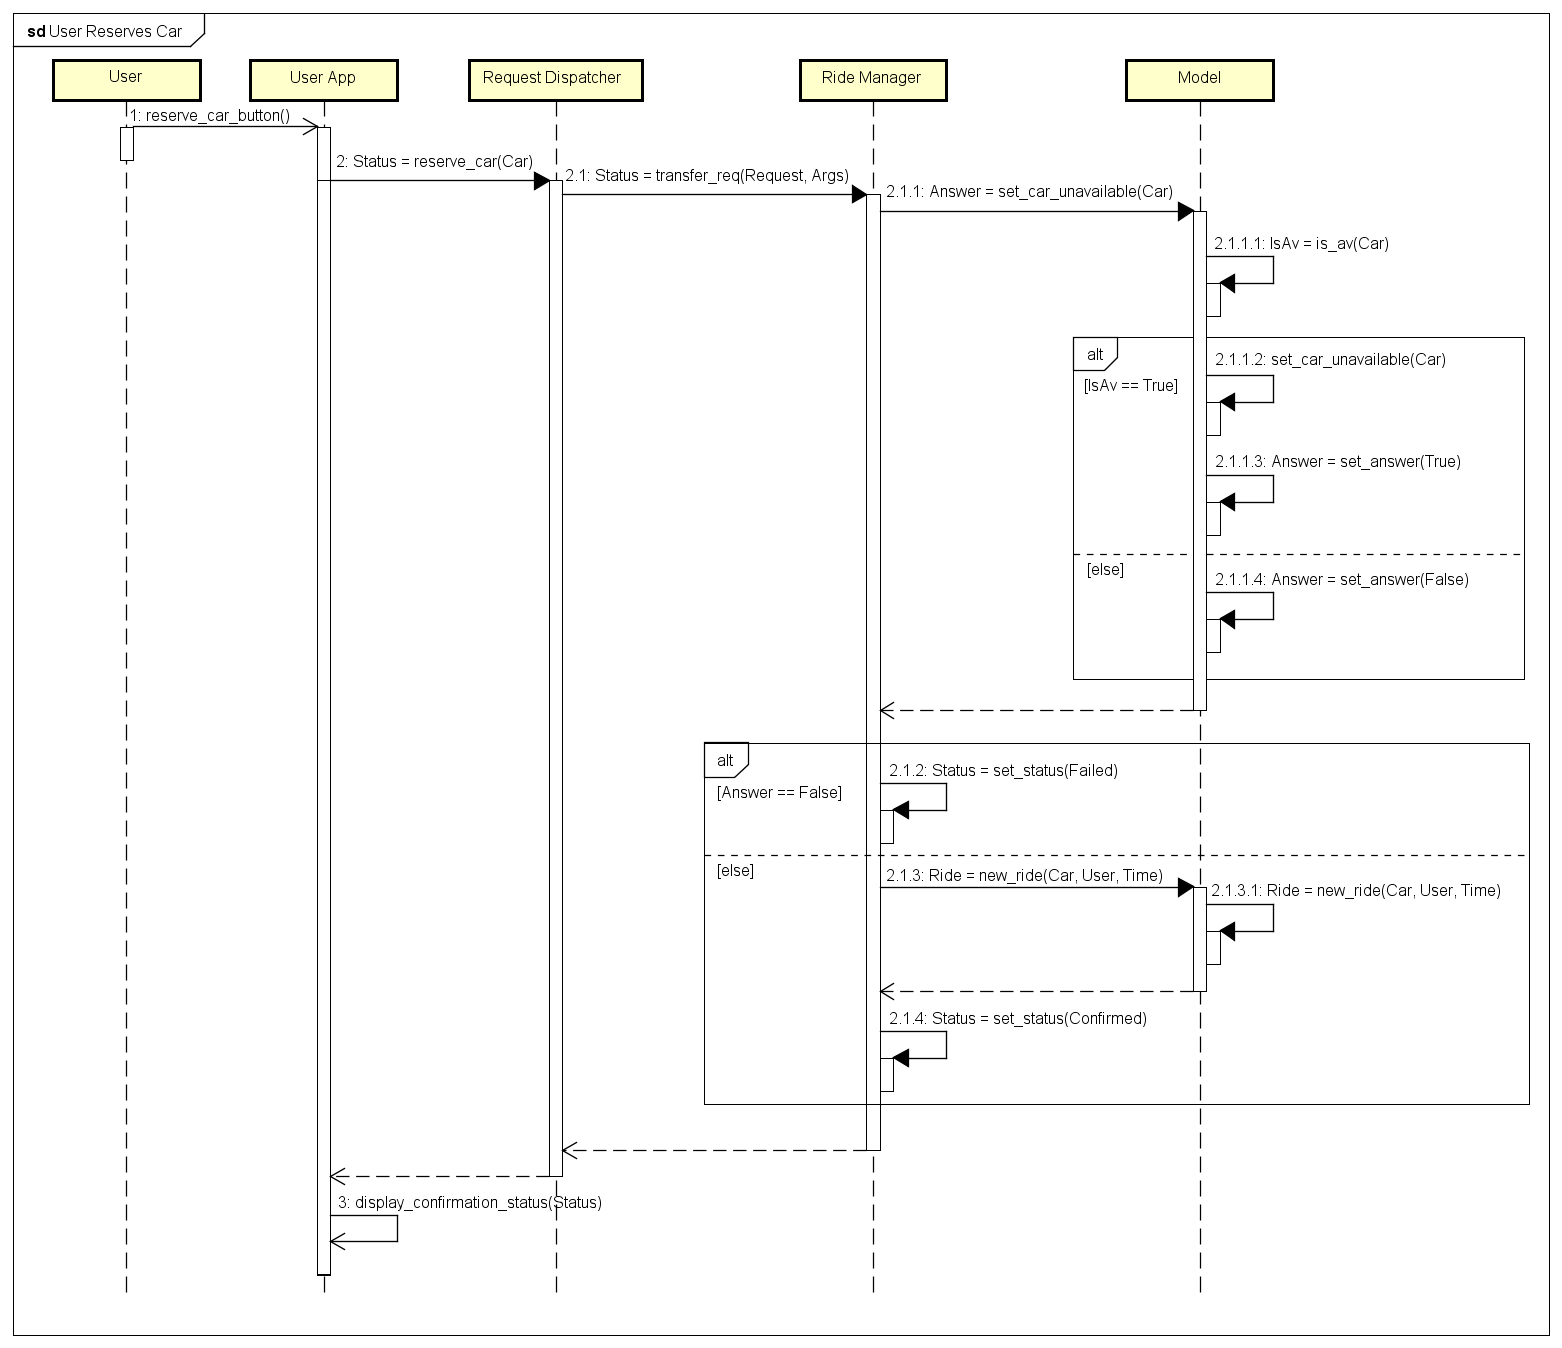 sd User Reserves Car
User
User App
Request Dispatcher
Ride Manager
Model
1: reserve_car_button()
2: Status = reserve_car(Car)
2.1: Status = transfer_req(Request, Args)
2.1.1: Answer = set_car_unavailable(Car)
2.1.1.1: IsAv = is_av(Car)
alt
[IsAv == True]
2.1.1.2: set_car_unavailable(Car)
2.1.1.3: Answer = set_answer(True)
[else]
2.1.1.4: Answer = set_answer(False)
alt
[Answer == False]
2.1.2: Status = set_status(Failed)
[else]
2.1.3: Ride = new_ride(Car, User, Time)
2.1.3.1: Ride = new_ride(Car, User, Time)
2.1.4: Status = set_status(Confirmed)
3: display_confirmation_status(Status)